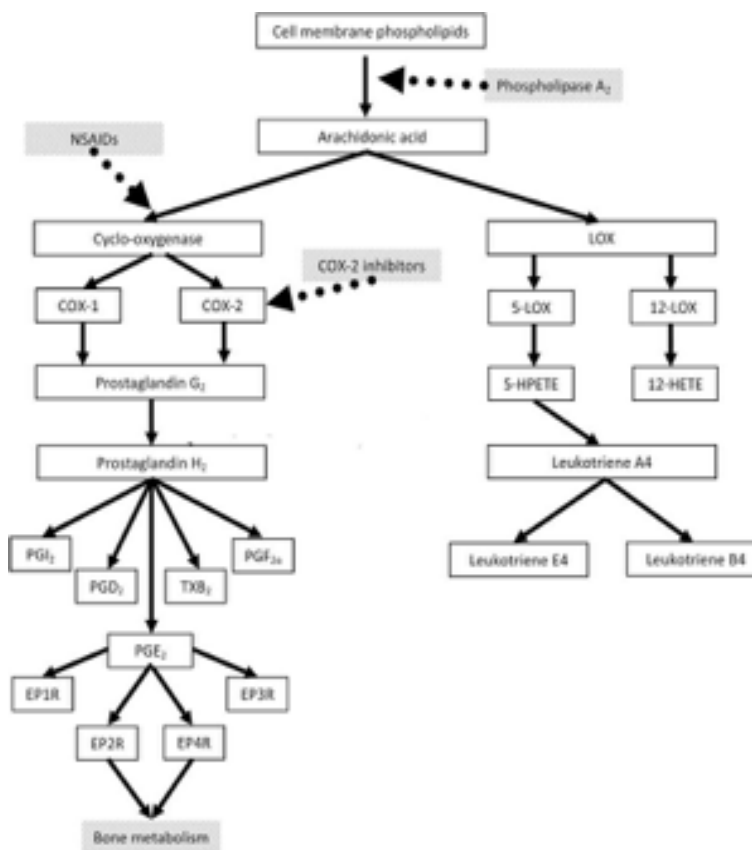 Cell membrane phospholipids
Phospholipase A₂
Arachidonic acid
NSAIDs
Cyclo-oxygenase
LOX
COX-2 inhibitors
COX-1
COX-2
5-LOX
12-LOX
Prostaglandin G₂
5-HPETE
12-HETE
Prostaglandin H₂
Leukotriene A4
PGI₂
PGF₂α
PGD₂
TXB₂
Leukotriene E4
Leukotriene B4
PGE₂
EP1R
EP3R
EP2R
EP4R
Bone metabolism